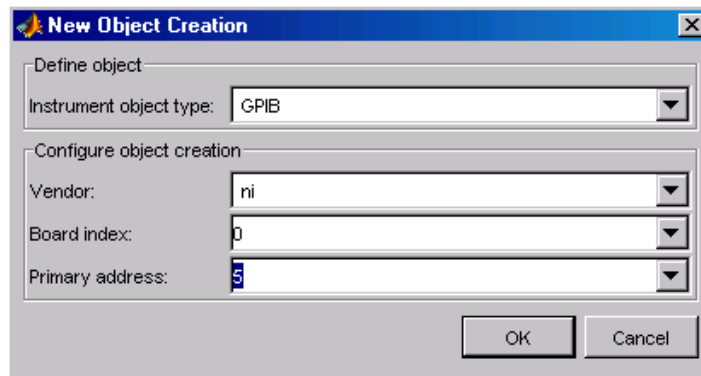 New Object Creation
Define object
Instrument object type: GPIB
Configure object creation
Vendor: ni
Board index: 0
Primary address: 5
OK Cancel